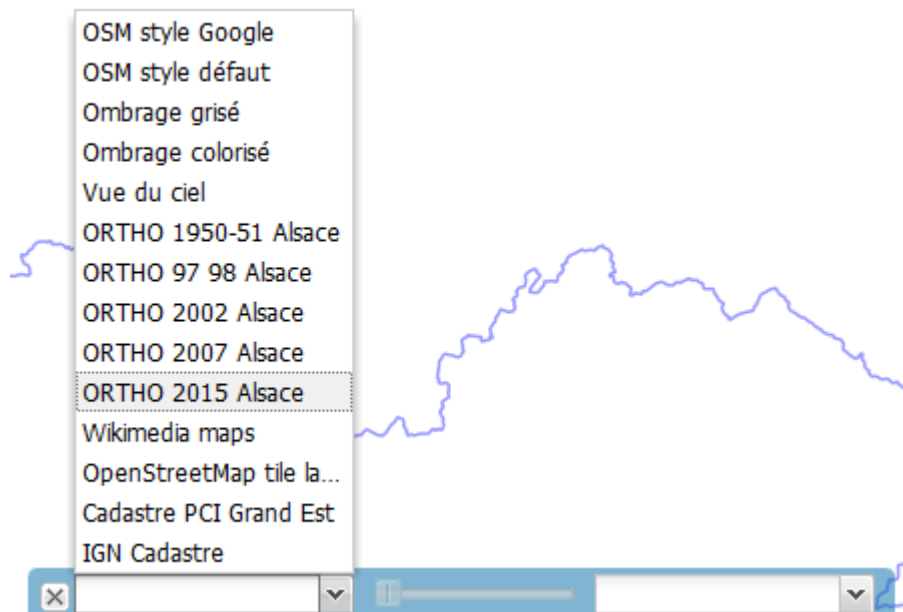 OSM style Google
OSM style défaut
Ombrage grisé
Ombrage colorisé
Vue du ciel
ORTHO 1950-51 Alsace
ORTHO 97 98 Alsace
ORTHO 2002 Alsace
ORTHO 2007 Alsace
ORTHO 2015 Alsace
Wikimedia maps
OpenStreetMap tile la...
Cadastre PCI Grand Est
IGN Cadastre